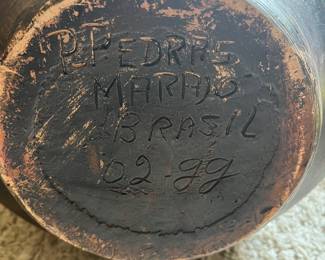 P. PEDRAS
MARAJO
BRASIL
02-99